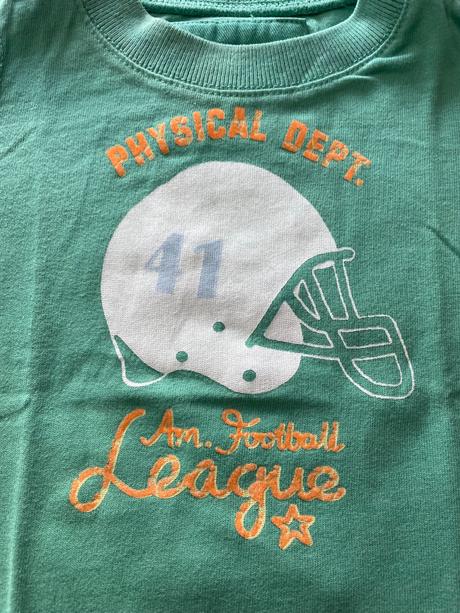 PHYSICAL DEPT.
41
Am. Football
League